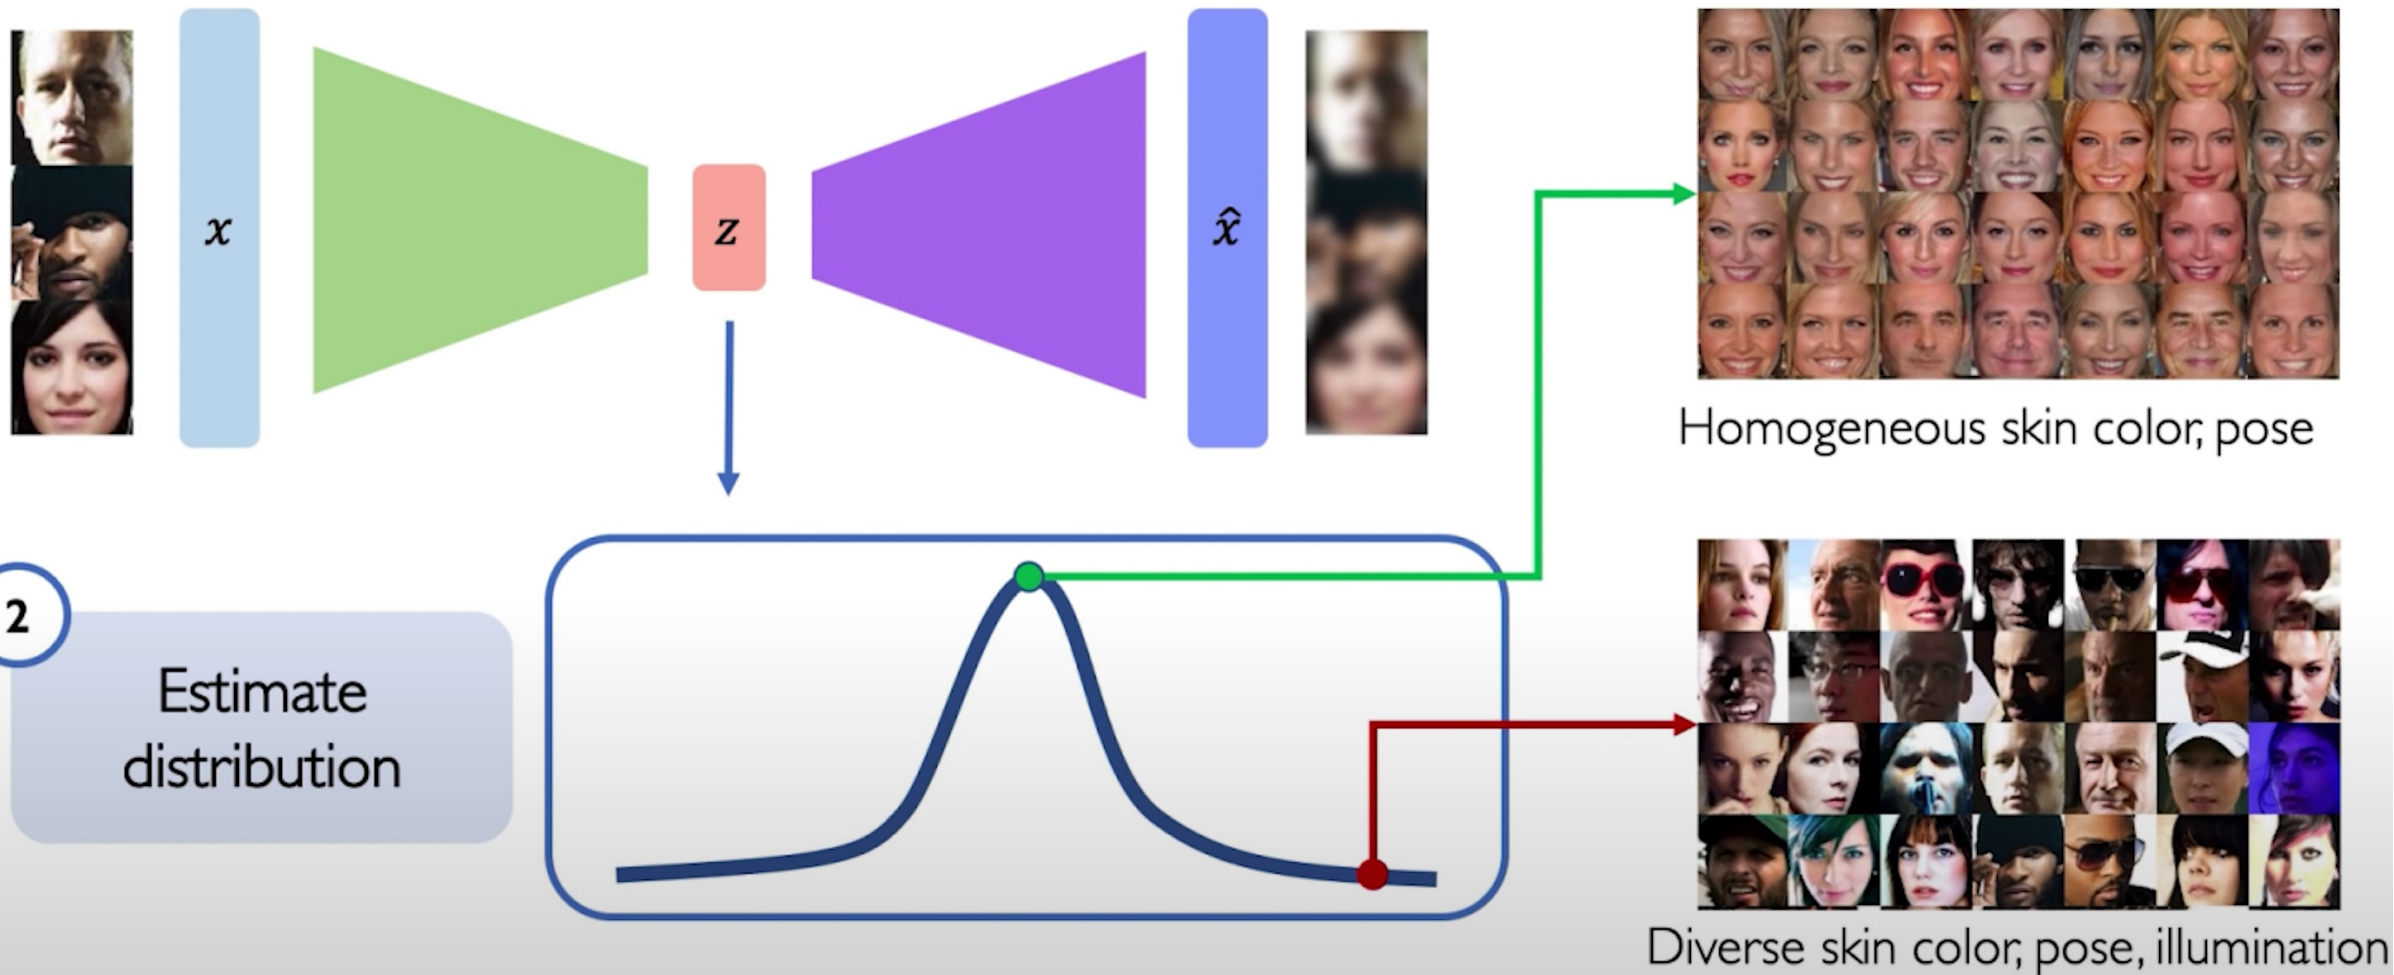 x
z
x̂
Homogeneous skin color, pose
2
Estimate
distribution
Diverse skin color, pose, illumination